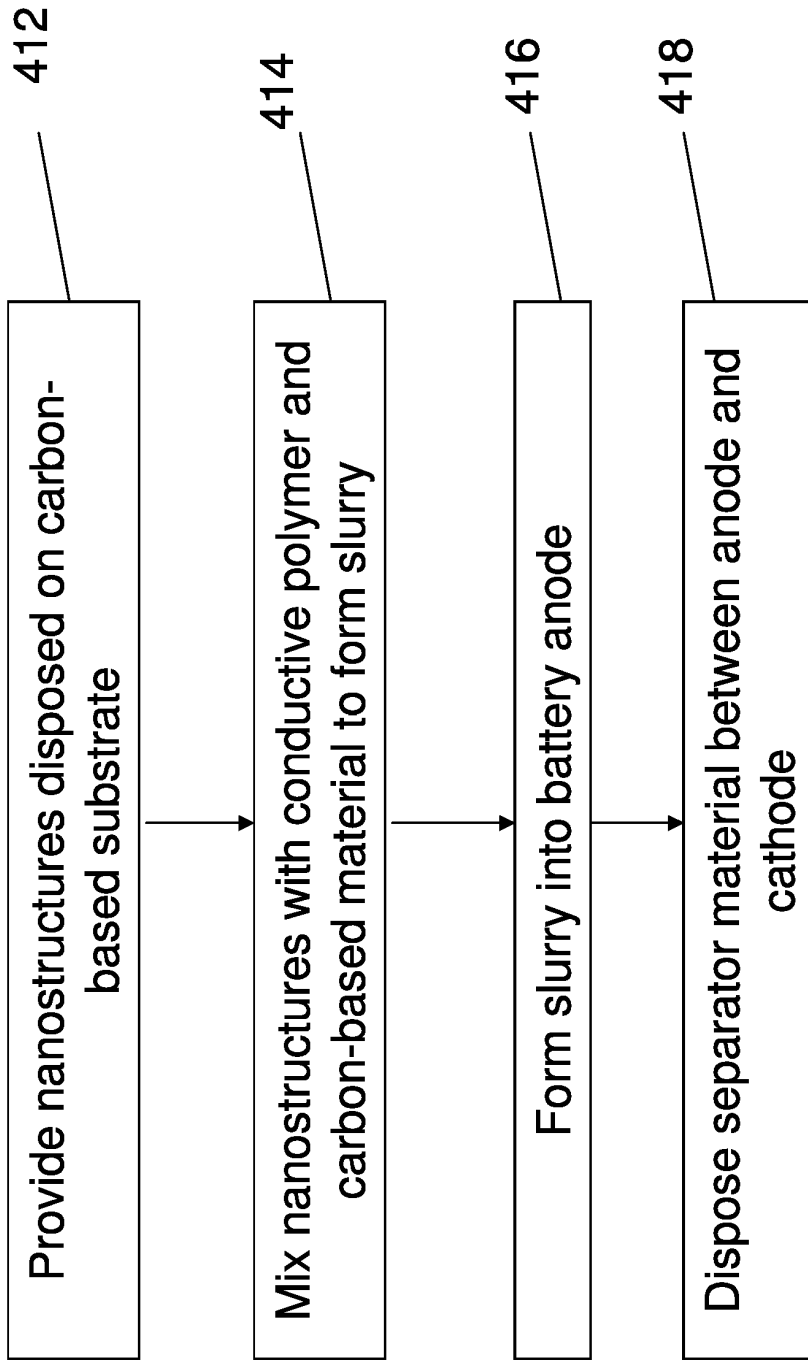 412
Provide nanostructures disposed on carbon-
based substrate
414
Mix nanostructures with conductive polymer and
carbon-based material to form slurry
416
Form slurry into battery anode
418
Dispose separator material between anode and
cathode